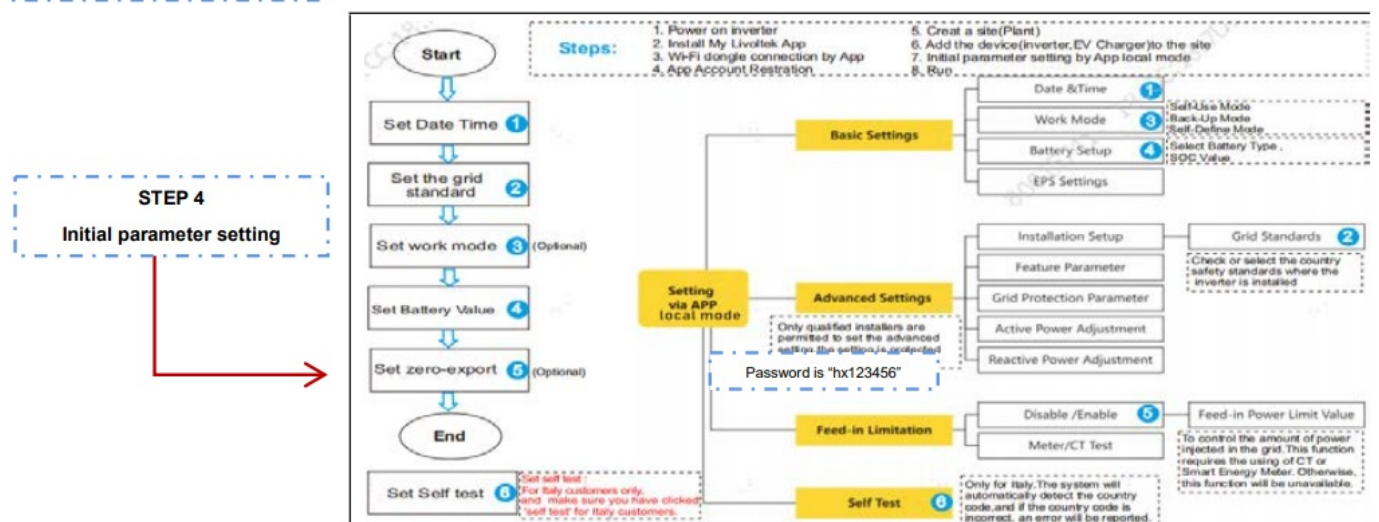 STEP 4
Initial parameter setting
Start
Set Date Time 1
Set the grid
standard 2
Set work mode 3 (Optional)
Set Battery Value 4
Set zero-export 5 (Optional)
End
Set Self test 6
Set self test :
For Italy customers only,
and make sure you have clicked
"self test" for Italy customers.
Steps:
1. Power on inverter
2. Install My Livoltek App
3. Wi-Fi dongle connection by App
4. App Account Restration
5. Creat a site(Plant)
6. Add the device(inverter,EV Charger)to the site
7. Initial parameter setting by App local mode
8. Run
Setting
via APP
local mode
Basic Settings
Date &Time 1
Work Mode 3
Self-Use Mode
Back-Up Mode
Self-Define Mode
Battery Setup 4
Select Battery Type ,
SOC Value
EPS Settings
Advanced Settings
Only qualified installers are
permitted to set the advanced
setting,the setting is protected
Password is “hx123456”
Installation Setup
Grid Standards 2
Check or select the country
safety standards where the
inverter is installed
Feature Parameter
Grid Protection Parameter
Active Power Adjustment
Reactive Power Adjustment
Feed-in Limitation
Disable /Enable 5
Feed-in Power Limit Value
Meter/CT Test
To control the amount of power
injected in the grid.This function
requires the using of CT or
Smart Energy Meter. Otherwise,
this function will be unavailable.
Self Test 6
Only for Italy.The system will
automatically detect the country
code,and if the country code is
incorrect, an error will be reported.